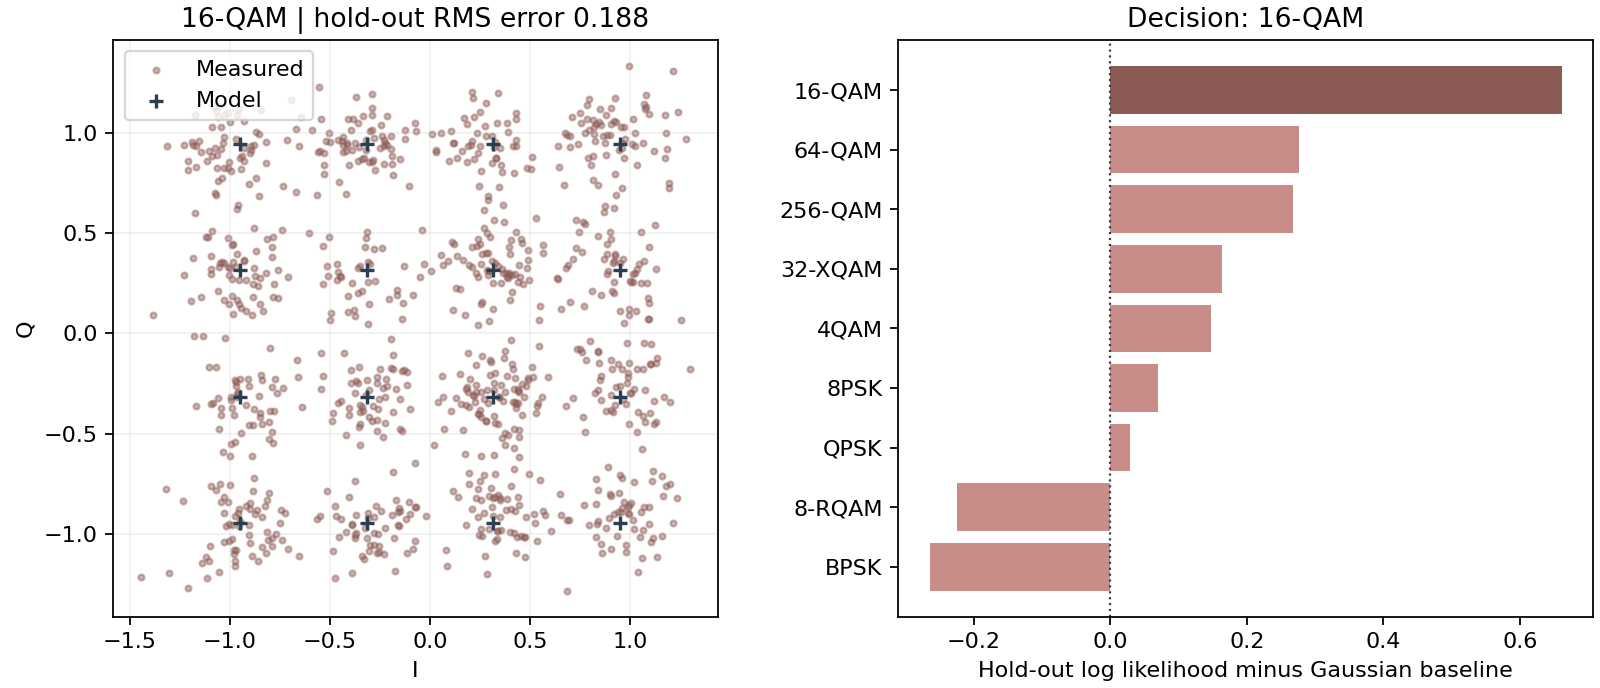 16-QAM | hold-out RMS error 0.188
Measured
Model
Q
1.0
0.5
0.0
−0.5
−1.0
−1.5
−1.0
−0.5
0.0
0.5
1.0
I
Decision: 16-QAM
16-QAM
64-QAM
256-QAM
32-XQAM
4QAM
8PSK
QPSK
8-RQAM
BPSK
−0.2
0.0
0.2
0.4
0.6
Hold-out log likelihood minus Gaussian baseline